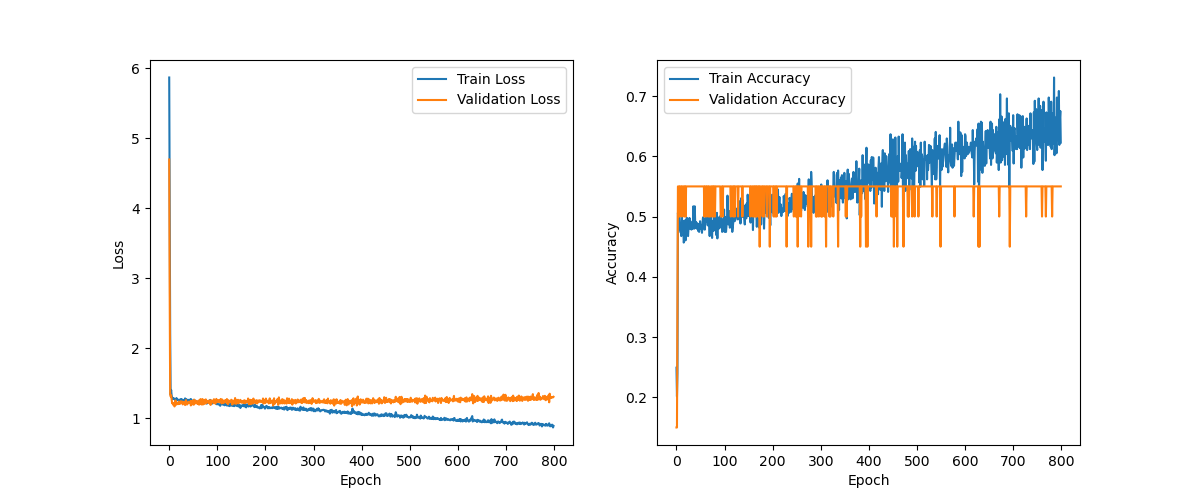 Train Loss
Validation Loss
6
5
4
3
2
1
Loss
0 100 200 300 400 500 600 700 800
Epoch
Train Accuracy
Validation Accuracy
0.7
0.6
0.5
0.4
0.3
0.2
Accuracy
0 100 200 300 400 500 600 700 800
Epoch